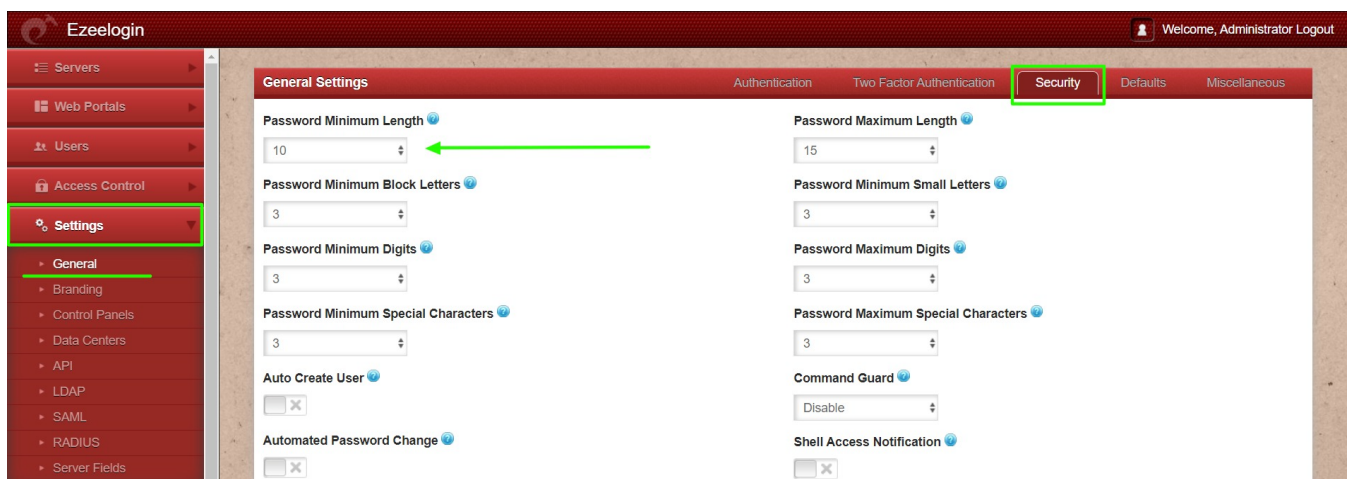 Ezeelogin
Welcome, Administrator Logout
Servers
Web Portals
Users
Access Control
Settings
General
Branding
Control Panels
Data Centers
API
LDAP
SAML
RADIUS
Server Fields
General Settings
Authentication Two Factor Authentication Security Defaults Miscellaneous
Password Minimum Length Password Maximum Length
10 15
Password Minimum Block Letters Password Minimum Small Letters
3 3
Password Minimum Digits Password Maximum Digits
3 3
Password Minimum Special Characters Password Maximum Special Characters
3 3
Auto Create User Command Guard
Disable
Automated Password Change Shell Access Notification